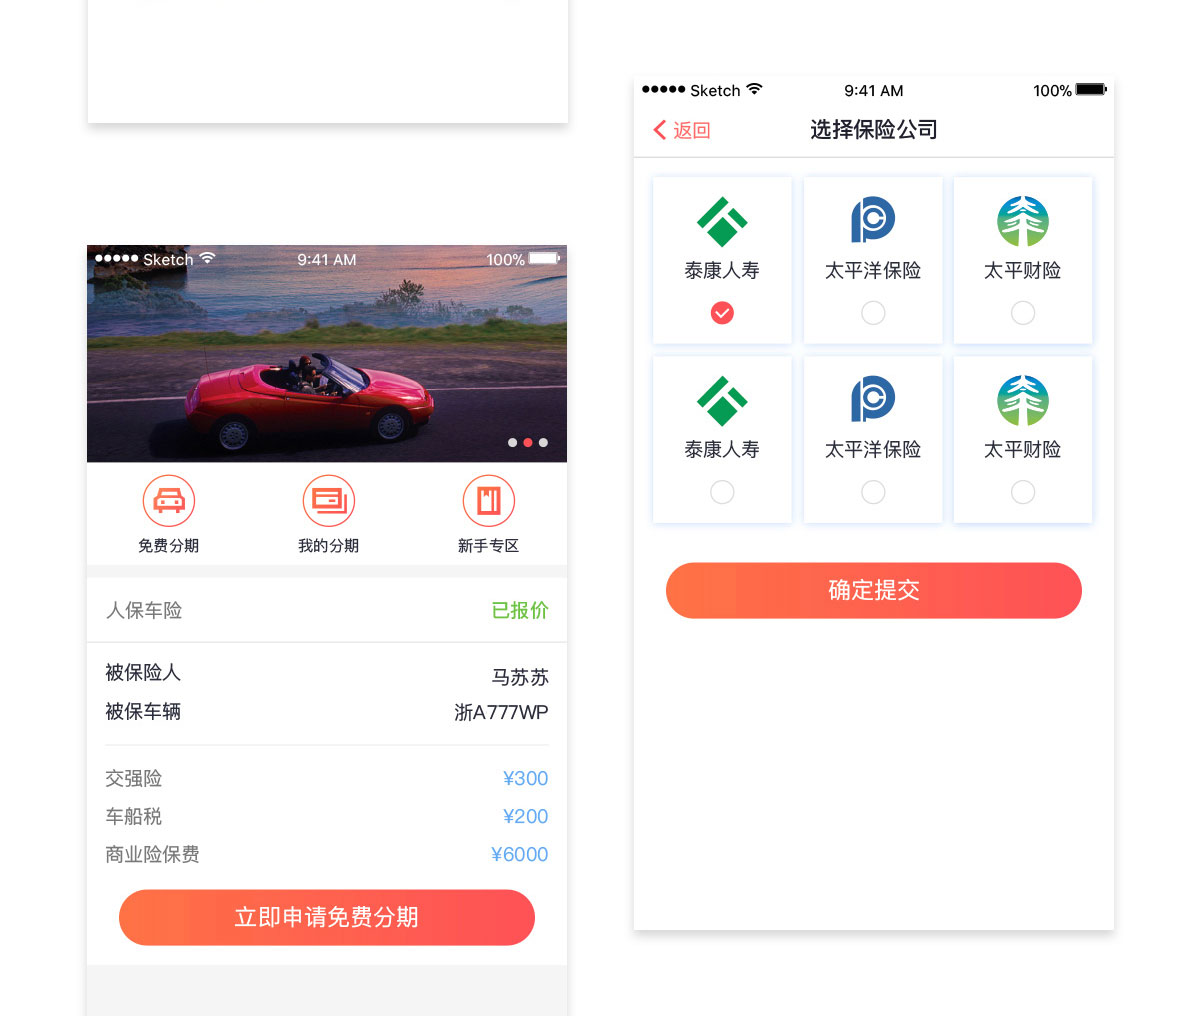 Sketch 9:41 AM 100%
免费分期 我的分期 新手专区
人保车险 已报价
被保险人 马苏苏
被保车辆 浙A777WP
交强险 ¥300
车船税 ¥200
商业险保费 ¥6000
立即申请免费分期
Sketch 9:41 AM 100%
返回 选择保险公司
泰康人寿 太平洋保险 太平财险
泰康人寿 太平洋保险 太平财险
确定提交